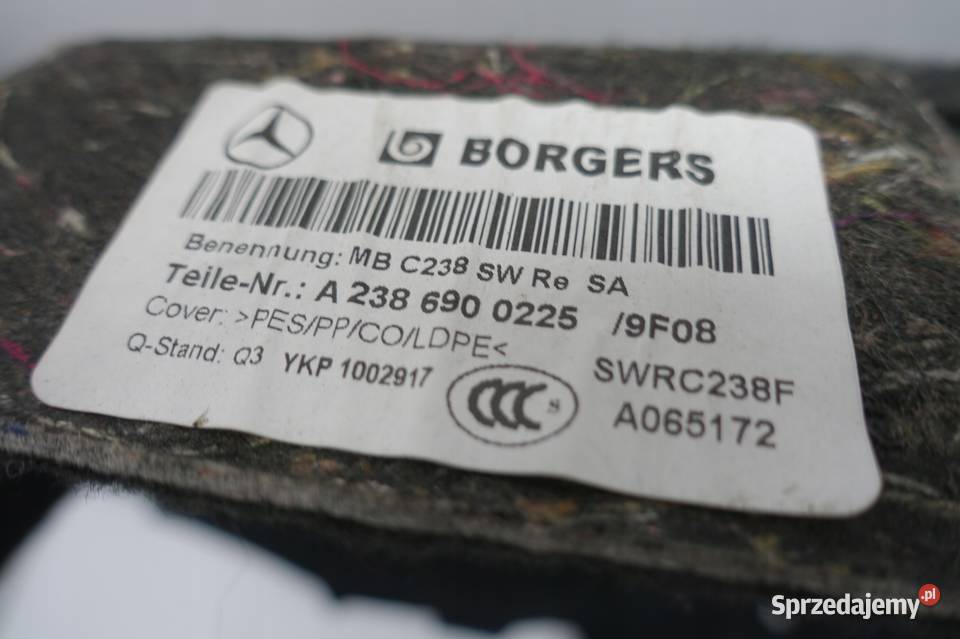 BORGERS
Benennung: MB C238 SW Re SA
Teile-Nr.: A 238 690 0225 /9F08
Cover: >PES/PP/CO/LDPE<
SWRC238F
Q-Stand: Q3 YKP 1002917
CCC S
A065172
Sprzedajemy.pl